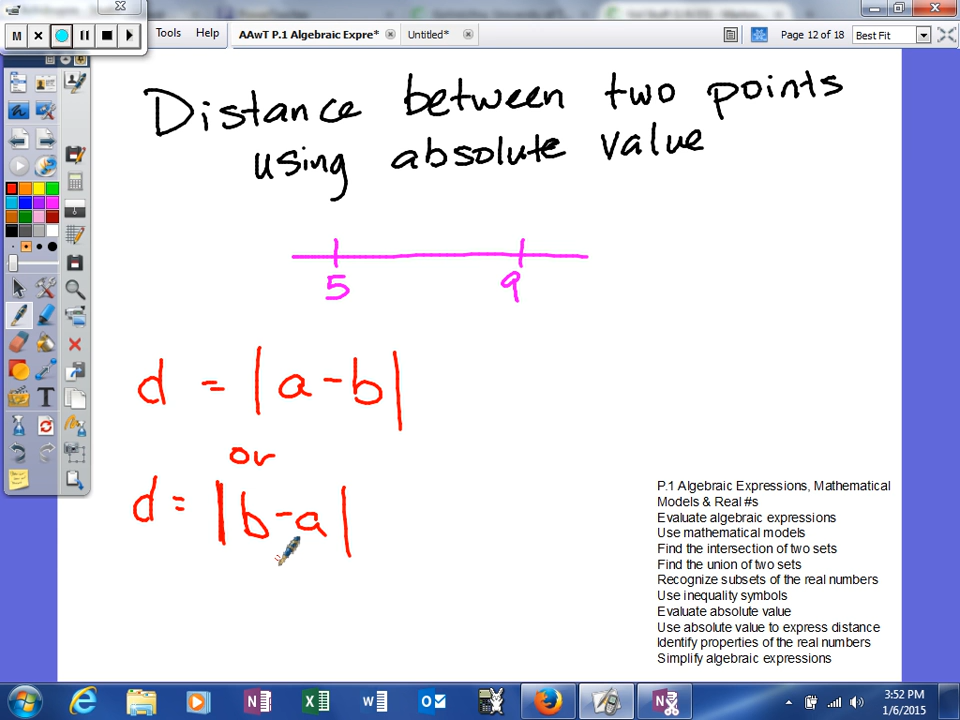 M
Tools Help
AAwT P.1 Algebraic Expre* Untitled*
Page 12 of 18 Best Fit
Distance between two points
using absolute value
5 9
d = |a-b|
or
d = |b-a|
P.1 Algebraic Expressions, Mathematical
Models & Real #s
Evaluate algebraic expressions
Use mathematical models
Find the intersection of two sets
Find the union of two sets
Recognize subsets of the real numbers
Use inequality symbols
Evaluate absolute value
Use absolute value to express distance
Identify properties of the real numbers
Simplify algebraic expressions
3:52 PM
1/6/2015